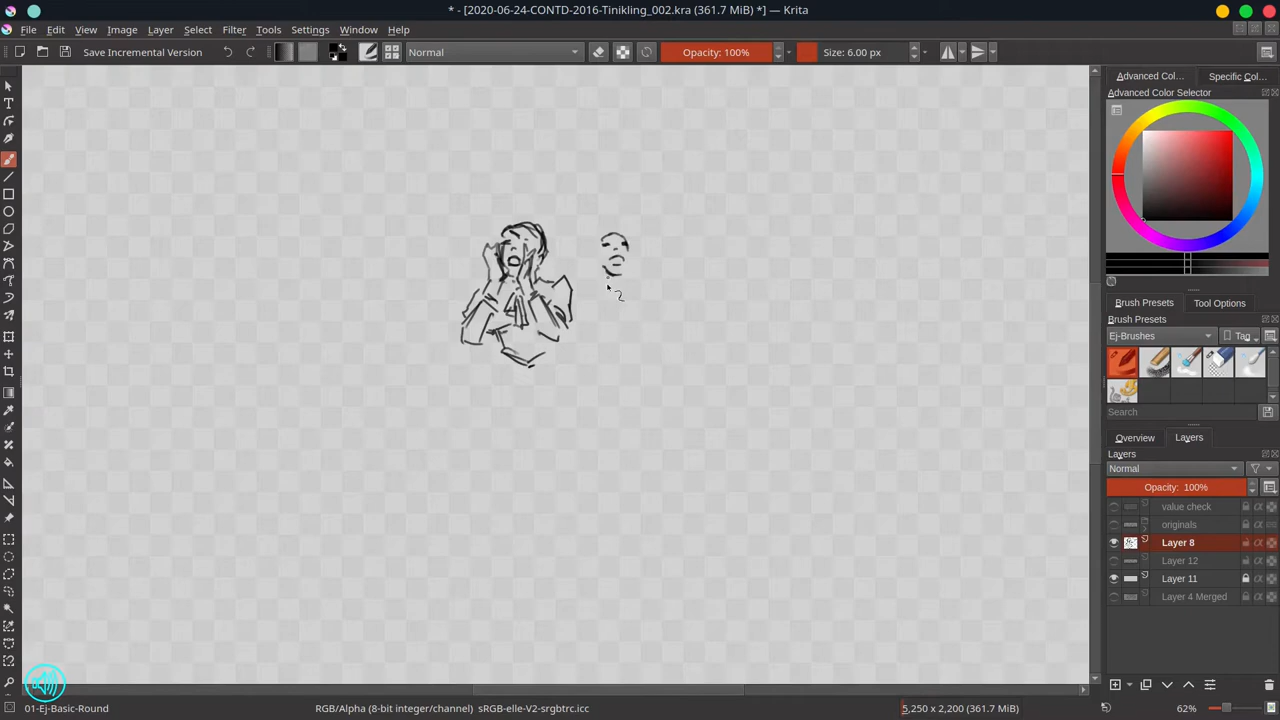 * - [2020-06-24-CONTD-2016-Tinikling_002.kra (361.7 MiB) *] — Krita
File Edit View Image Layer Select Filter Tools Settings Window Help
Save Incremental Version Normal Opacity: 100% Size: 6.00 px
Advanced Col... Specific Col...
Advanced Color Selector
Brush Presets Tool Options
Brush Presets
Ej-Brushes Tag
Search
Overview Layers
Layers
Normal
Opacity: 100%
value check
originals
Layer 8
Layer 12
Layer 11
Layer 4 Merged
01-Ej-Basic-Round RGB/Alpha (8-bit integer/channel) sRGB-elle-V2-srgbtrc.icc 5,250 x 2,200 (361.7 MiB) 62%